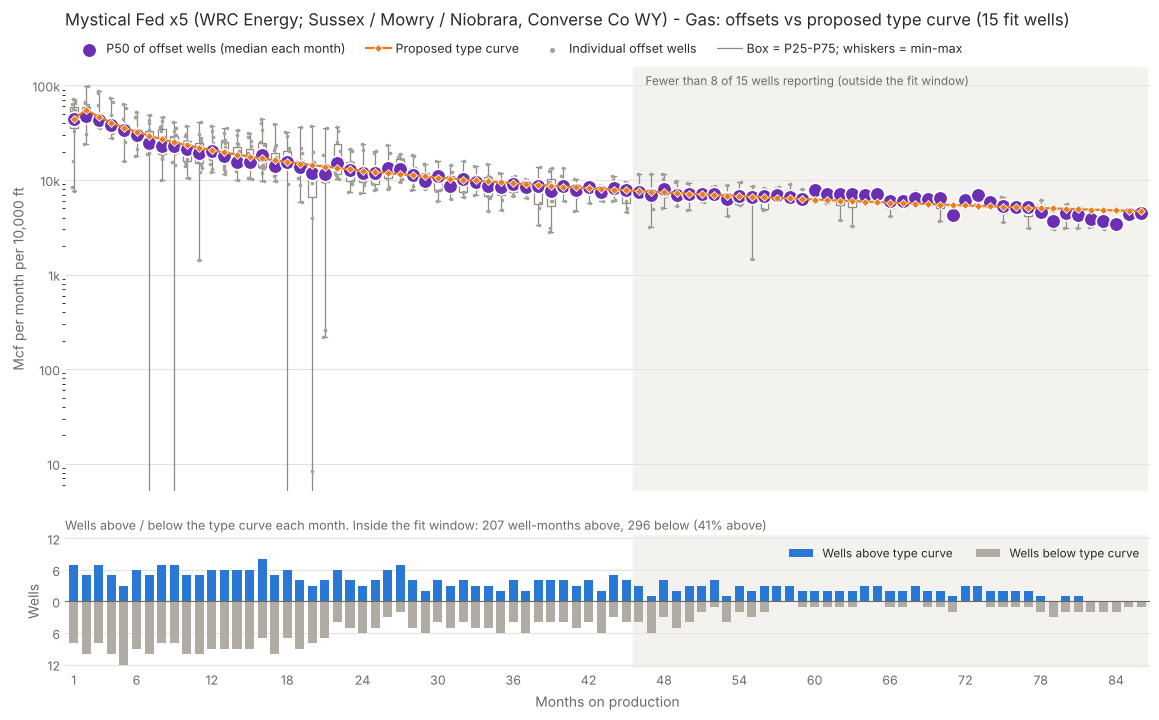 Mystical Fed x5 (WRC Energy; Sussex / Mowry / Niobrara, Converse Co WY) - Gas: offsets vs proposed type curve (15 fit wells)
P50 of offset wells (median each month) Proposed type curve Individual offset wells Box = P25-P75; whiskers = min-max
Fewer than 8 of 15 wells reporting (outside the fit window)
100k
10k
1k
100
10
Mcf per month per 10,000 ft
Wells above / below the type curve each month. Inside the fit window: 207 well-months above, 296 below (41% above)
Wells above type curve Wells below type curve
12
6
0
6
12
Wells
1 6 12 18 24 30 36 42 48 54 60 66 72 78 84
Months on production